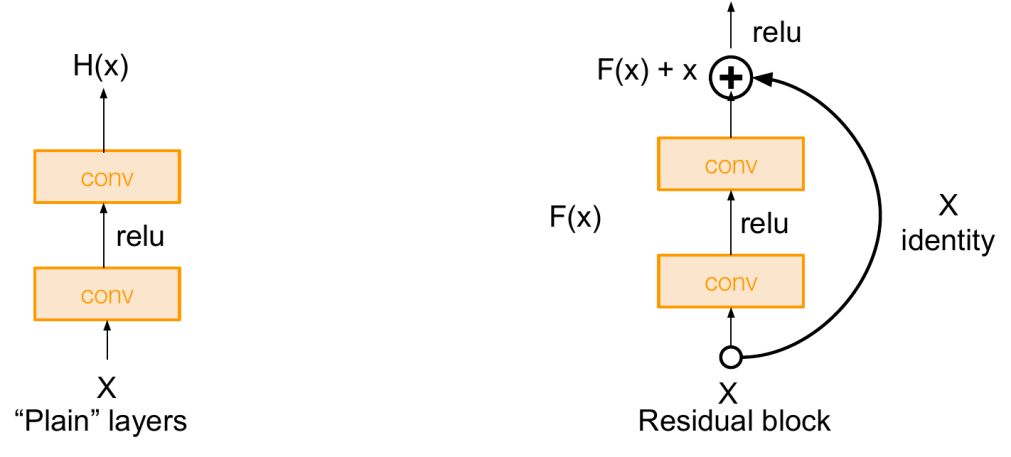 H(x)
conv
relu
conv
X
“Plain” layers
relu
F(x) + x
conv
F(x)
relu
X
identity
conv
X
Residual block